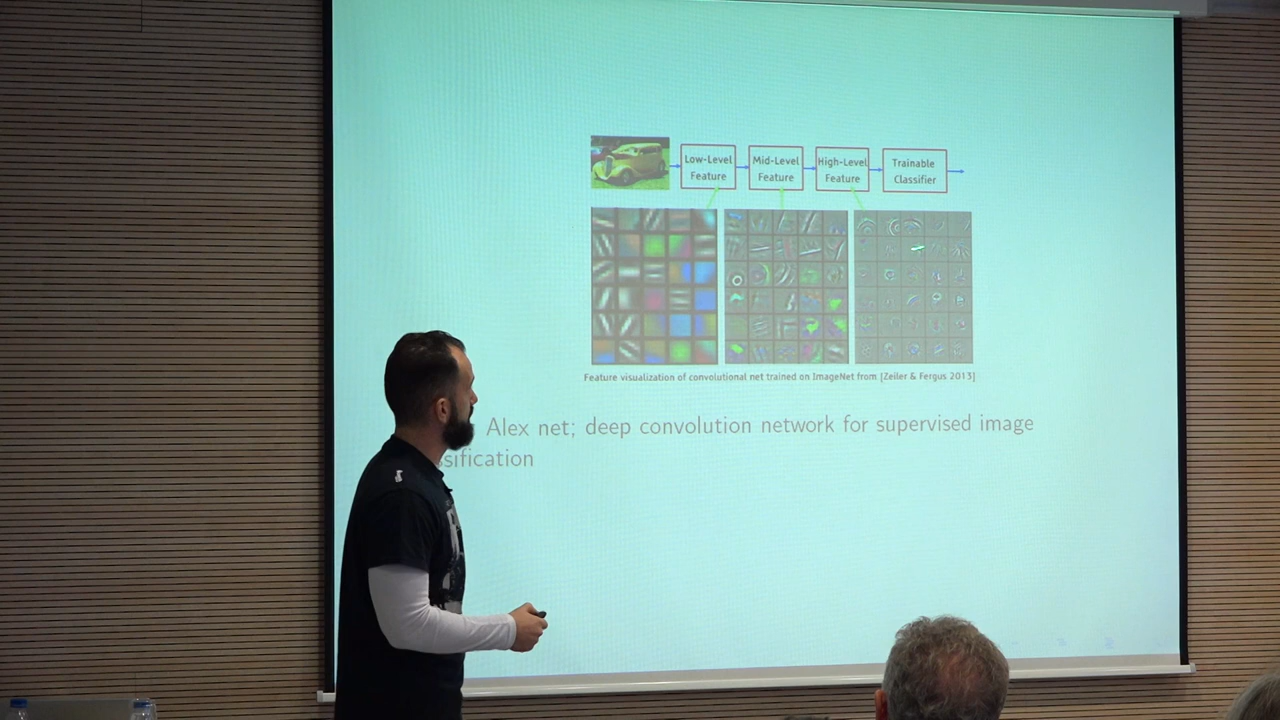 Low-Level
Feature
Mid-Level
Feature
High-Level
Feature
Trainable
Classifier
Feature visualization of convolutional net trained on ImageNet from [Zeiler & Fergus 2013]
Alex net; deep convolution network for supervised image
ssification